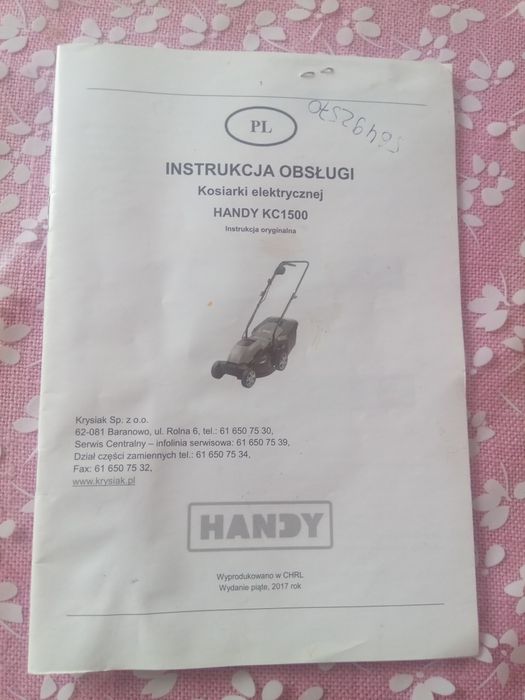 PL
INSTRUKCJA OBSŁUGI
Kosiarki elektrycznej
HANDY KC1500
Instrukcja oryginalna
Krysiak Sp. z o.o.
62-081 Baranowo, ul. Rolna 6, tel.: 61 650 75 30,
Serwis Centralny – infolinia serwisowa: 61 650 75 39,
Dział części zamiennych tel.: 61 650 75 34,
Fax: 61 650 75 32,
www.krysiak.pl
HANDY
Wyprodukowano w CHRL
Wydanie piąte, 2017 rok